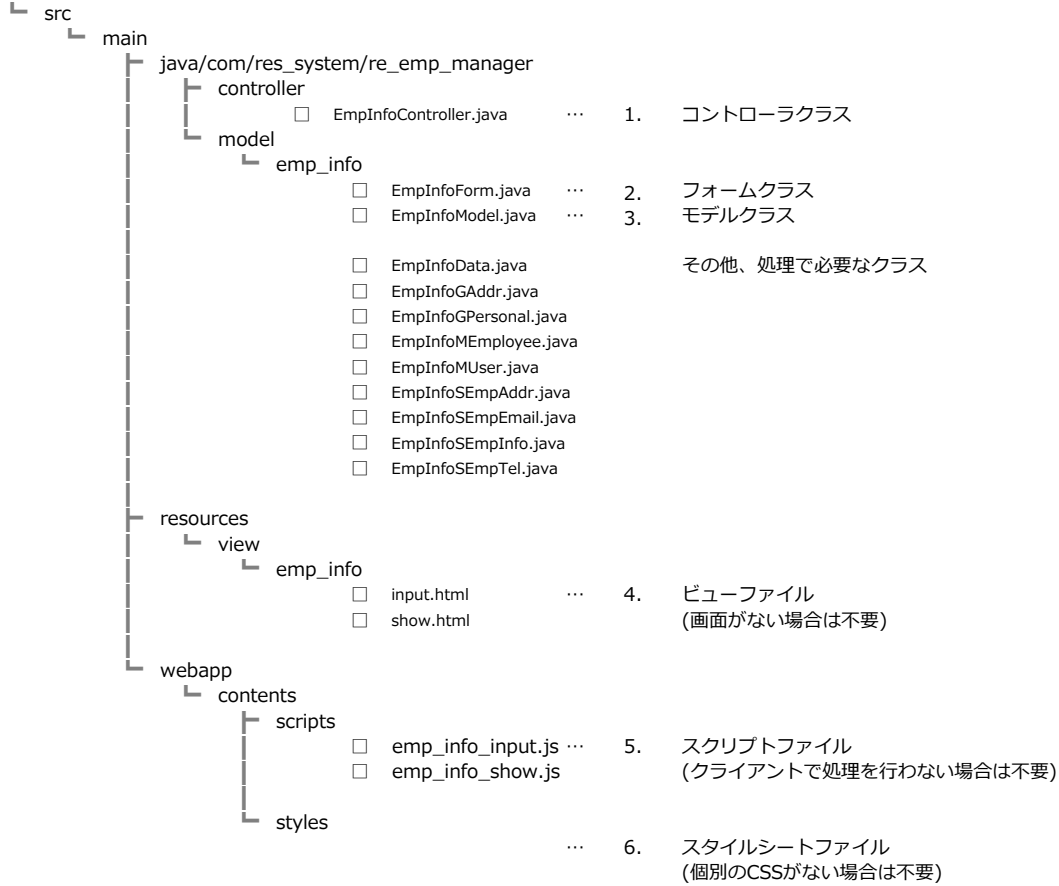 src
main
java/com/res_system/re_emp_manager
controller
□ EmpInfoController.java … 1. コントローラクラス
model
emp_info
□ EmpInfoForm.java … 2. フォームクラス
□ EmpInfoModel.java … 3. モデルクラス
□ EmpInfoData.java その他、処理で必要なクラス
□ EmpInfoGAddr.java
□ EmpInfoGPersonal.java
□ EmpInfoMEmployee.java
□ EmpInfoMUser.java
□ EmpInfoSEmpAddr.java
□ EmpInfoSEmpEmail.java
□ EmpInfoSEmpInfo.java
□ EmpInfoSEmpTel.java
resources
view
emp_info
□ input.html … 4. ビューファイル
□ show.html (画面がない場合は不要)
webapp
contents
scripts
□ emp_info_input.js … 5. スクリプトファイル
□ emp_info_show.js (クライアントで処理を行わない場合は不要)
styles
… 6. スタイルシートファイル
(個別のCSSがない場合は不要)